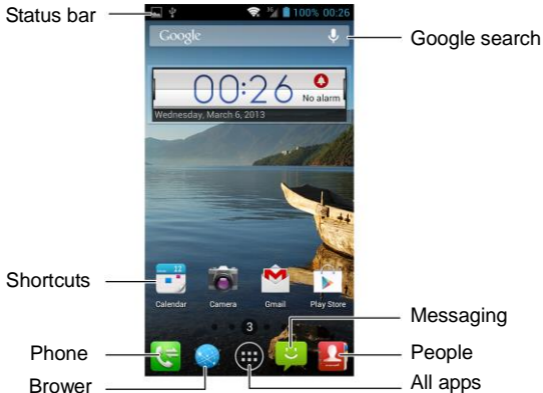 Status bar
100% 00:26
Google
Google search
00:26
No alarm
Wednesday, March 6, 2013
Shortcuts
Calendar
Camera
Gmail
Play Store
3
Messaging
Phone
People
Brower
All apps